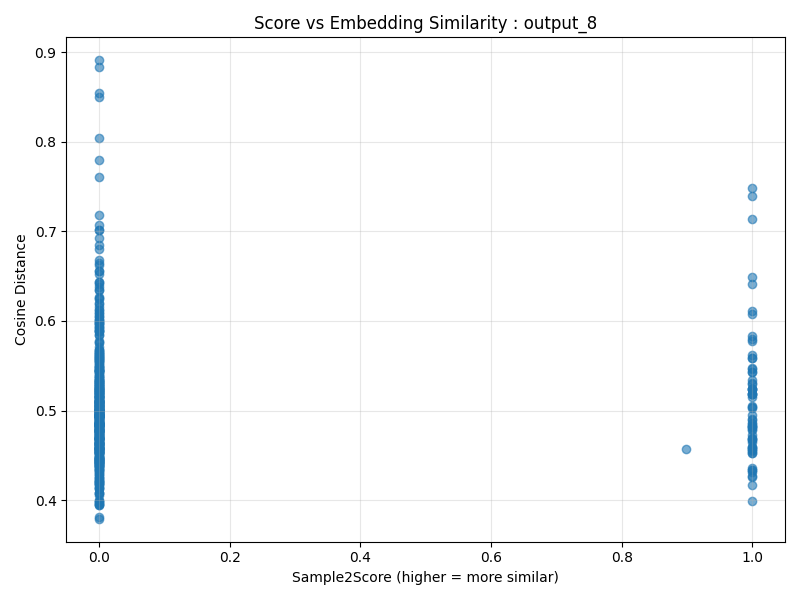 Score vs Embedding Similarity : output_8
Cosine Distance
0.9
0.8
0.7
0.6
0.5
0.4
0.0 0.2 0.4 0.6 0.8 1.0
Sample2Score (higher = more similar)